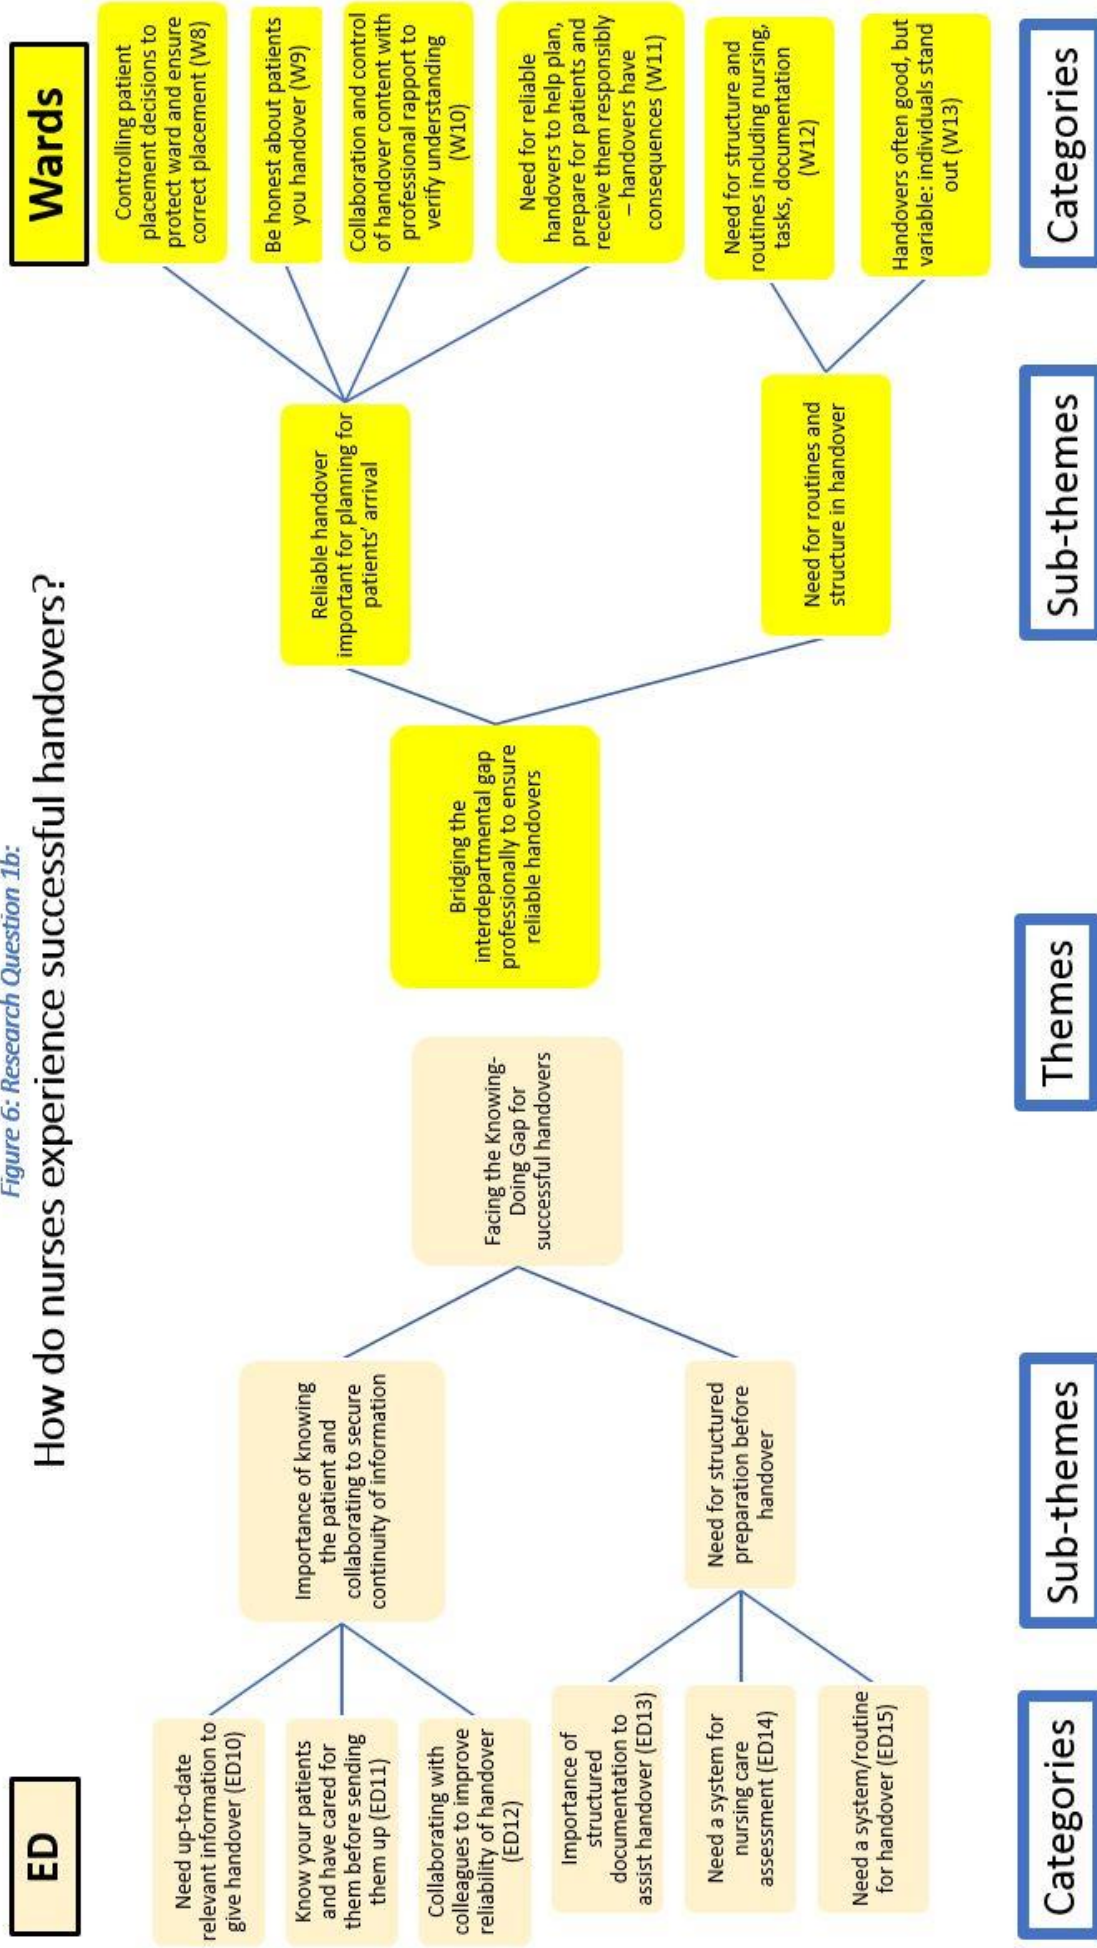 Figure 6: Research Question 1b:
How do nurses experience successful handovers?
ED
Wards
Need up-to-date
relevant information to
give handover (ED10)
Know your patients
and have cared for
them before sending
them up (ED11)
Collaborating with
colleagues to improve
reliability of handover
(ED12)
Importance of
structured
documentation to
assist handover (ED13)
Need a system for
nursing care
assessment (ED14)
Need a system/routine
for handover (ED15)
Importance of knowing
the patient and
collaborating to secure
continuity of information
Need for structured
preparation before
handover
Facing the Knowing-
Doing Gap for
successful handovers
Bridging the
interdepartmental gap
professionally to ensure
reliable handovers
Reliable handover
important for planning for
patients’ arrival
Need for routines and
structure in handover
Controlling patient
placement decisions to
protect ward and ensure
correct placement (W8)
Be honest about patients
you handover (W9)
Collaboration and control
of handover content with
professional rapport to
verify understanding
(W10)
Need for reliable
handovers to help plan,
prepare for patients and
receive them responsibly
– handovers have
consequences (W11)
Need for structure and
routines including nursing,
tasks, documentation
(W12)
Handovers often good, but
variable: individuals stand
out (W13)
Categories
Sub-themes
Themes
Sub-themes
Categories